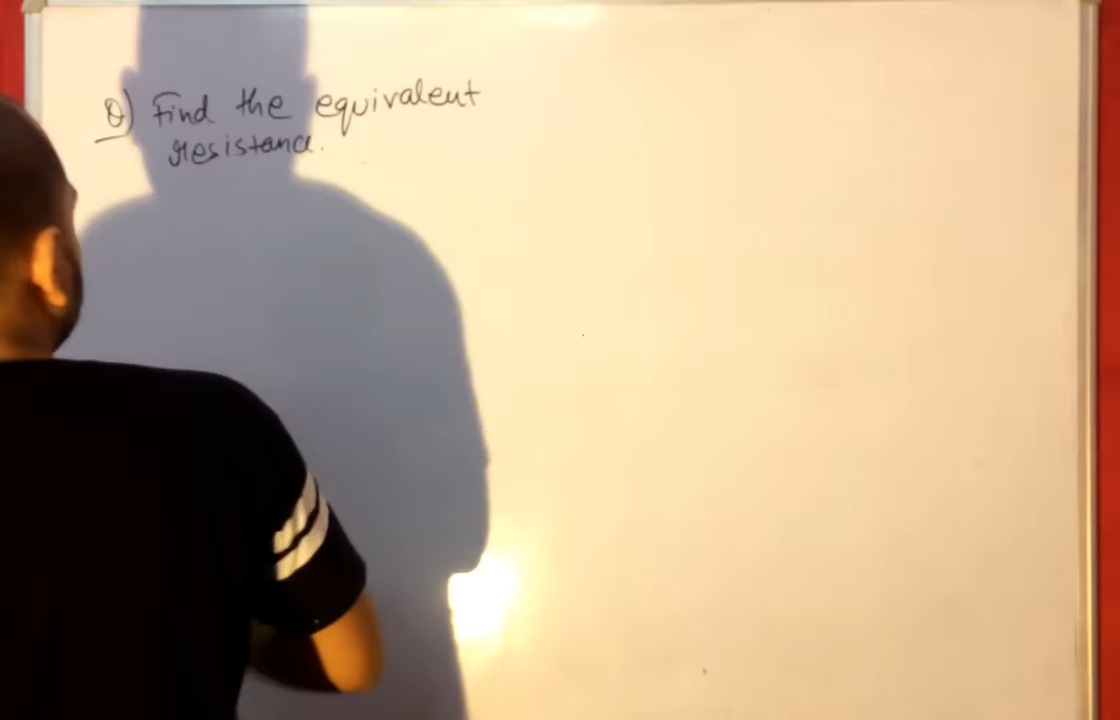 Q) Find the equivalent
resistance.